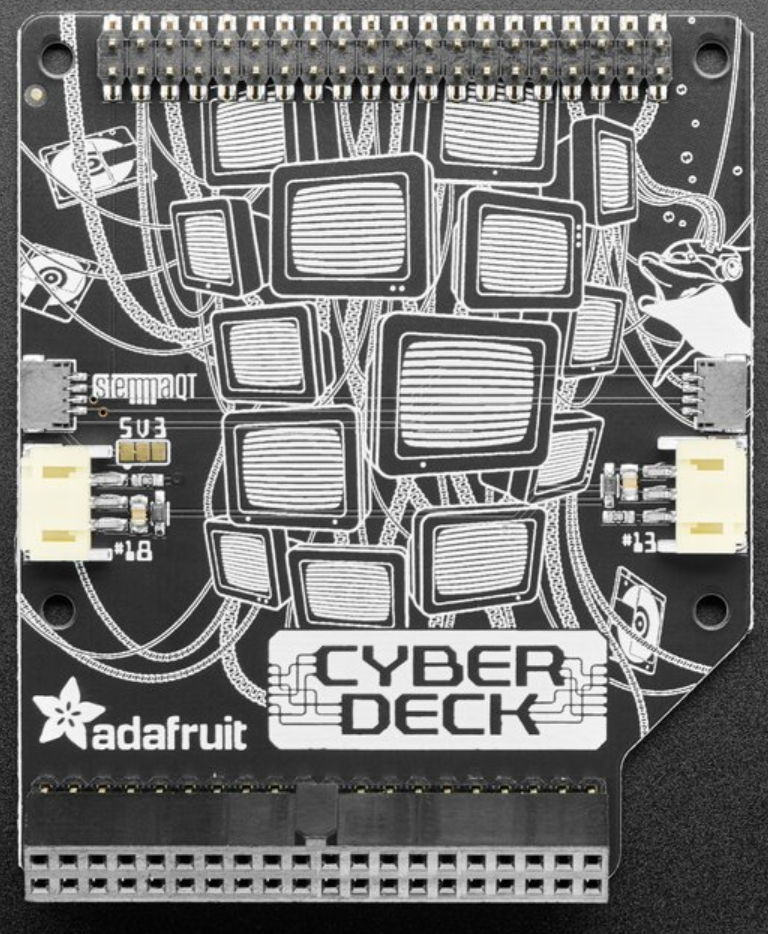 stemmaQT
5V3
#18
#13
CYBER
DECK
adafruit